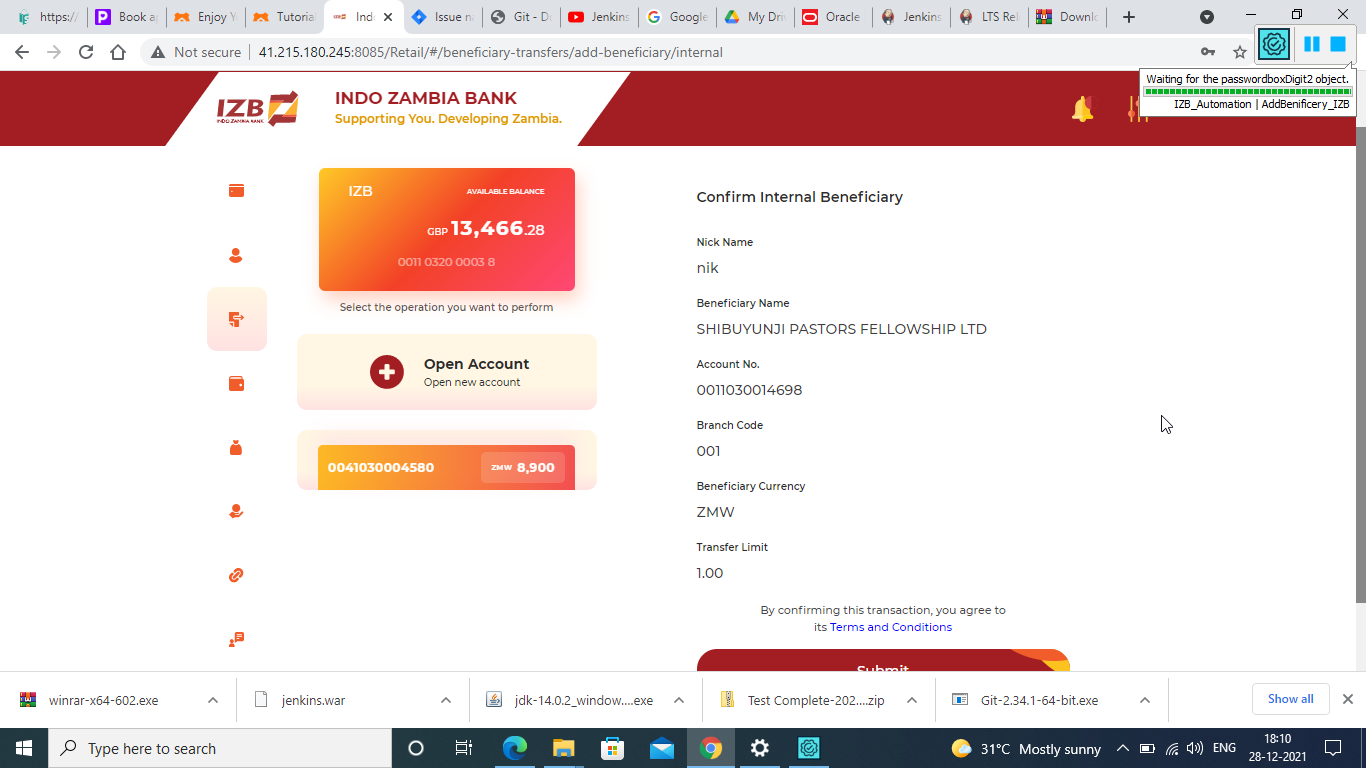 https:/
Book a
Enjoy Y
Tutoria
Indo
Issue n
Git - D
Jenkins
Google
My Dri
Oracle
Jenkins
LTS Rel
Downlo
Not secure
41.215.180.245:8085/Retail/#/beneficiary-transfers/add-beneficiary/internal
Waiting for the passwordboxDigit2 object.
IZB_Automation | AddBenificery_IZB
IZB
INDO ZAMBIA BANK
INDO ZAMBIA BANK
Supporting You. Developing Zambia.
IZB
AVAILABLE BALANCE
GBP 13,466.28
0011 0320 0003 8
Select the operation you want to perform
Open Account
Open new account
0041030004580
ZMW 8,900
Confirm Internal Beneficiary
Nick Name
nik
Beneficiary Name
SHIBUYUNJI PASTORS FELLOWSHIP LTD
Account No.
0011030014698
Branch Code
001
Beneficiary Currency
ZMW
Transfer Limit
1.00
By confirming this transaction, you agree to
its Terms and Conditions
Submit
winrar-x64-602.exe
jenkins.war
jdk-14.0.2_window....exe
Test Complete-202....zip
Git-2.34.1-64-bit.exe
Show all
Type here to search
31°C Mostly sunny
ENG
18:10
28-12-2021